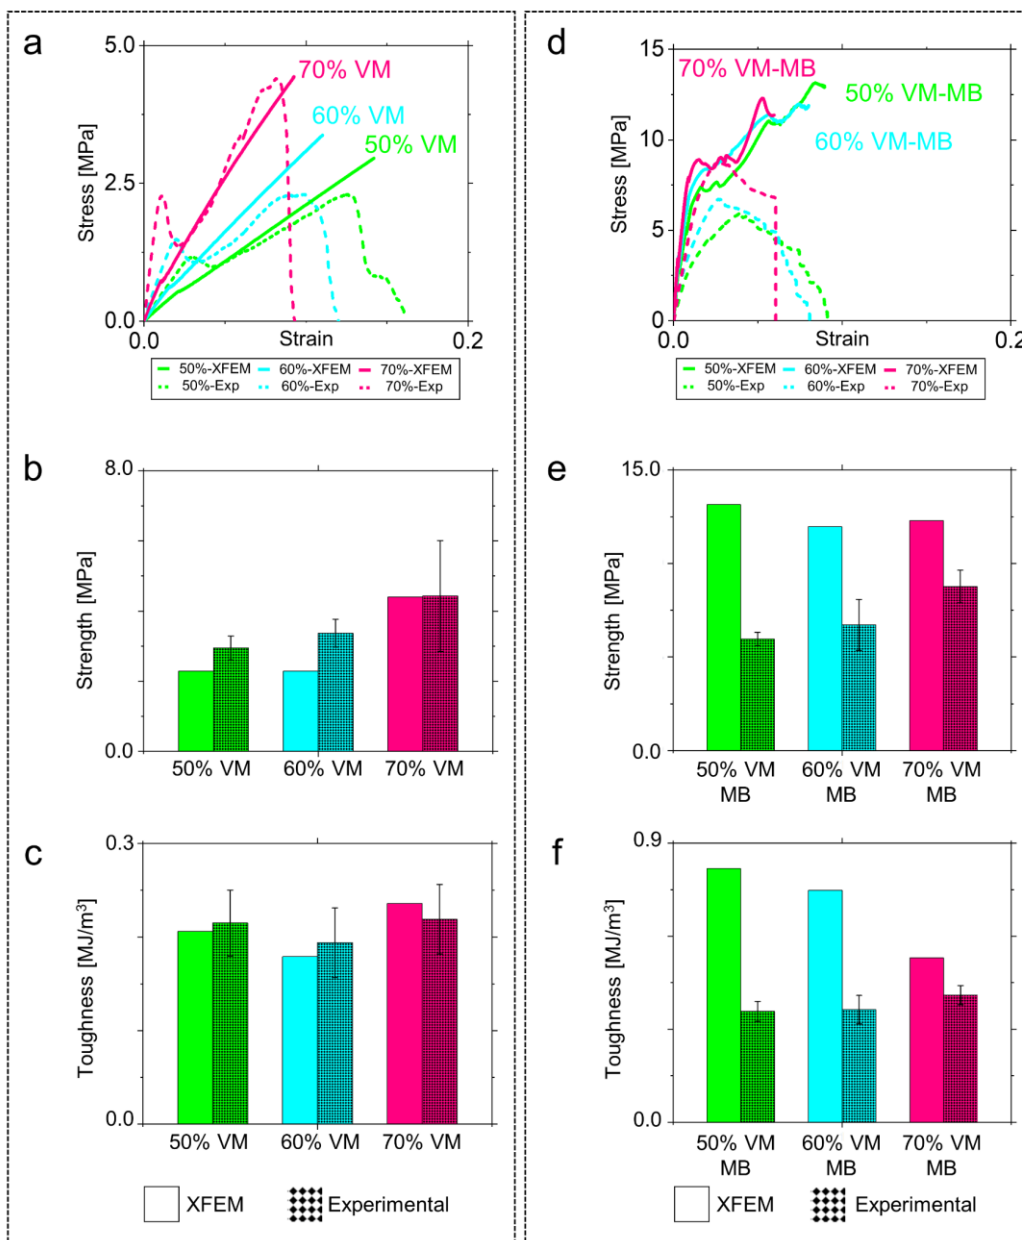 a
5.0
2.5
0.0
Stress [MPa]
70% VM
60% VM
50% VM
0.0
Strain
0.2
50%-XFEM 60%-XFEM 70%-XFEM
50%-Exp 60%-Exp 70%-Exp
b
8.0
0.0
Strength [MPa]
50% VM 60% VM 70% VM
c
0.3
0.0
Toughness [MJ/m³]
50% VM 60% VM 70% VM
XFEM Experimental
d
15
10
5
0
Stress [MPa]
70% VM-MB
50% VM-MB
60% VM-MB
0.0
Strain
0.2
50%-XFEM 60%-XFEM 70%-XFEM
50%-Exp 60%-Exp 70%-Exp
e
15.0
0.0
Strength [MPa]
50% VM 60% VM 70% VM
MB MB MB
f
0.9
0.0
Toughness [MJ/m³]
50% VM 60% VM 70% VM
MB MB MB
XFEM Experimental